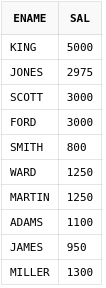 ENAME SAL
KING 5000
JONES 2975
SCOTT 3000
FORD 3000
SMITH 800
WARD 1250
MARTIN 1250
ADAMS 1100
JAMES 950
MILLER 1300